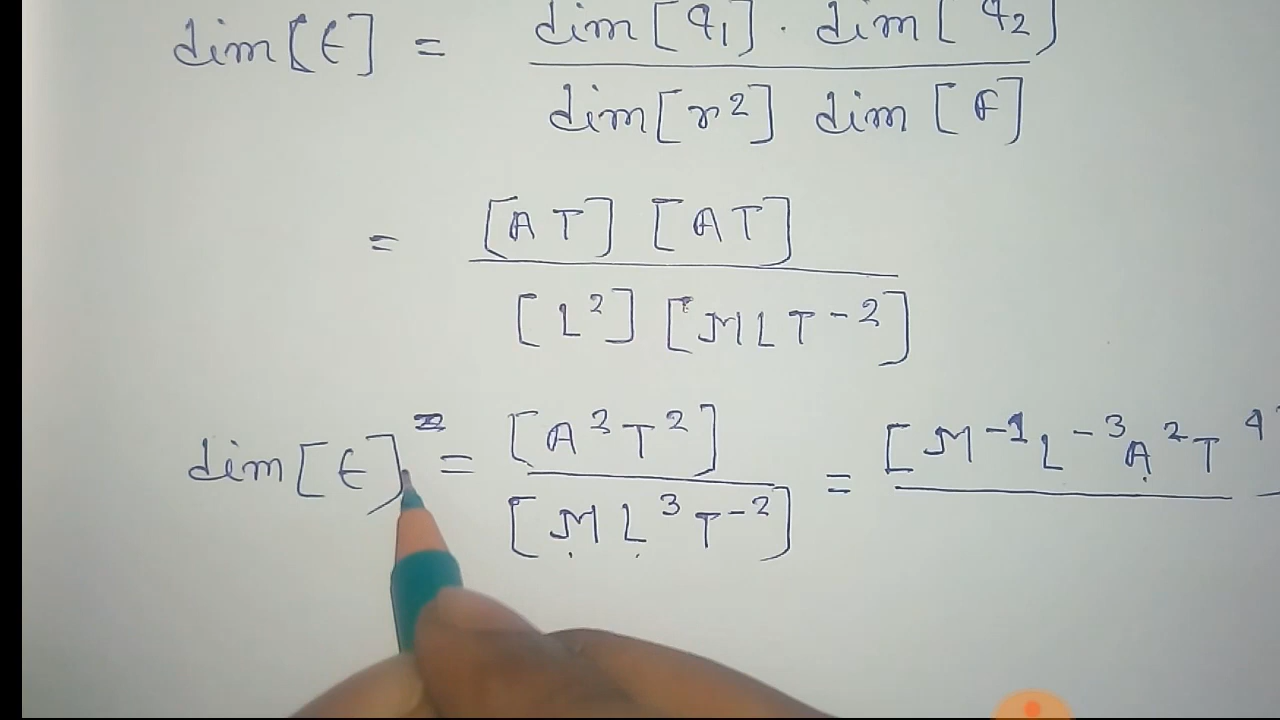 dim[ε] = dim[q₁] · dim[q₂] / dim[r²] dim[F]
= [AT] [AT] / [L²] [MLT⁻²]
dim[ε] = [A²T²] / [ML³T⁻²] = [M⁻¹L⁻³A²T⁴